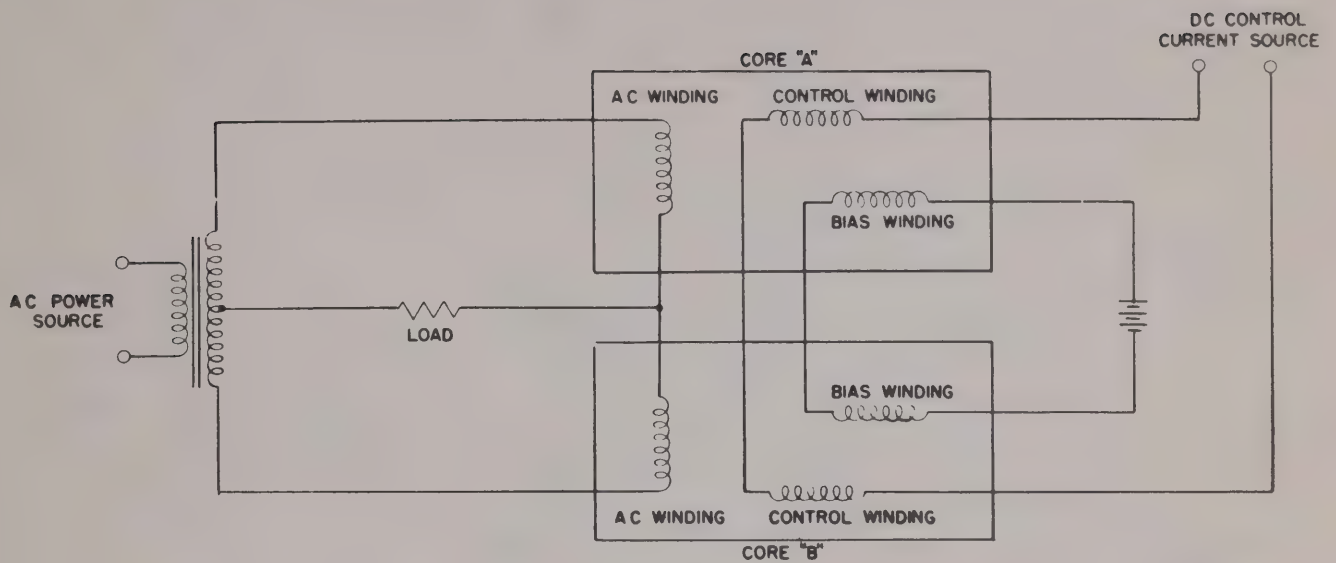 DC CONTROL
CURRENT SOURCE
CORE "A"
AC WINDING
CONTROL WINDING
BIAS WINDING
AC POWER
SOURCE
LOAD
BIAS WINDING
AC WINDING
CONTROL WINDING
CORE "B"